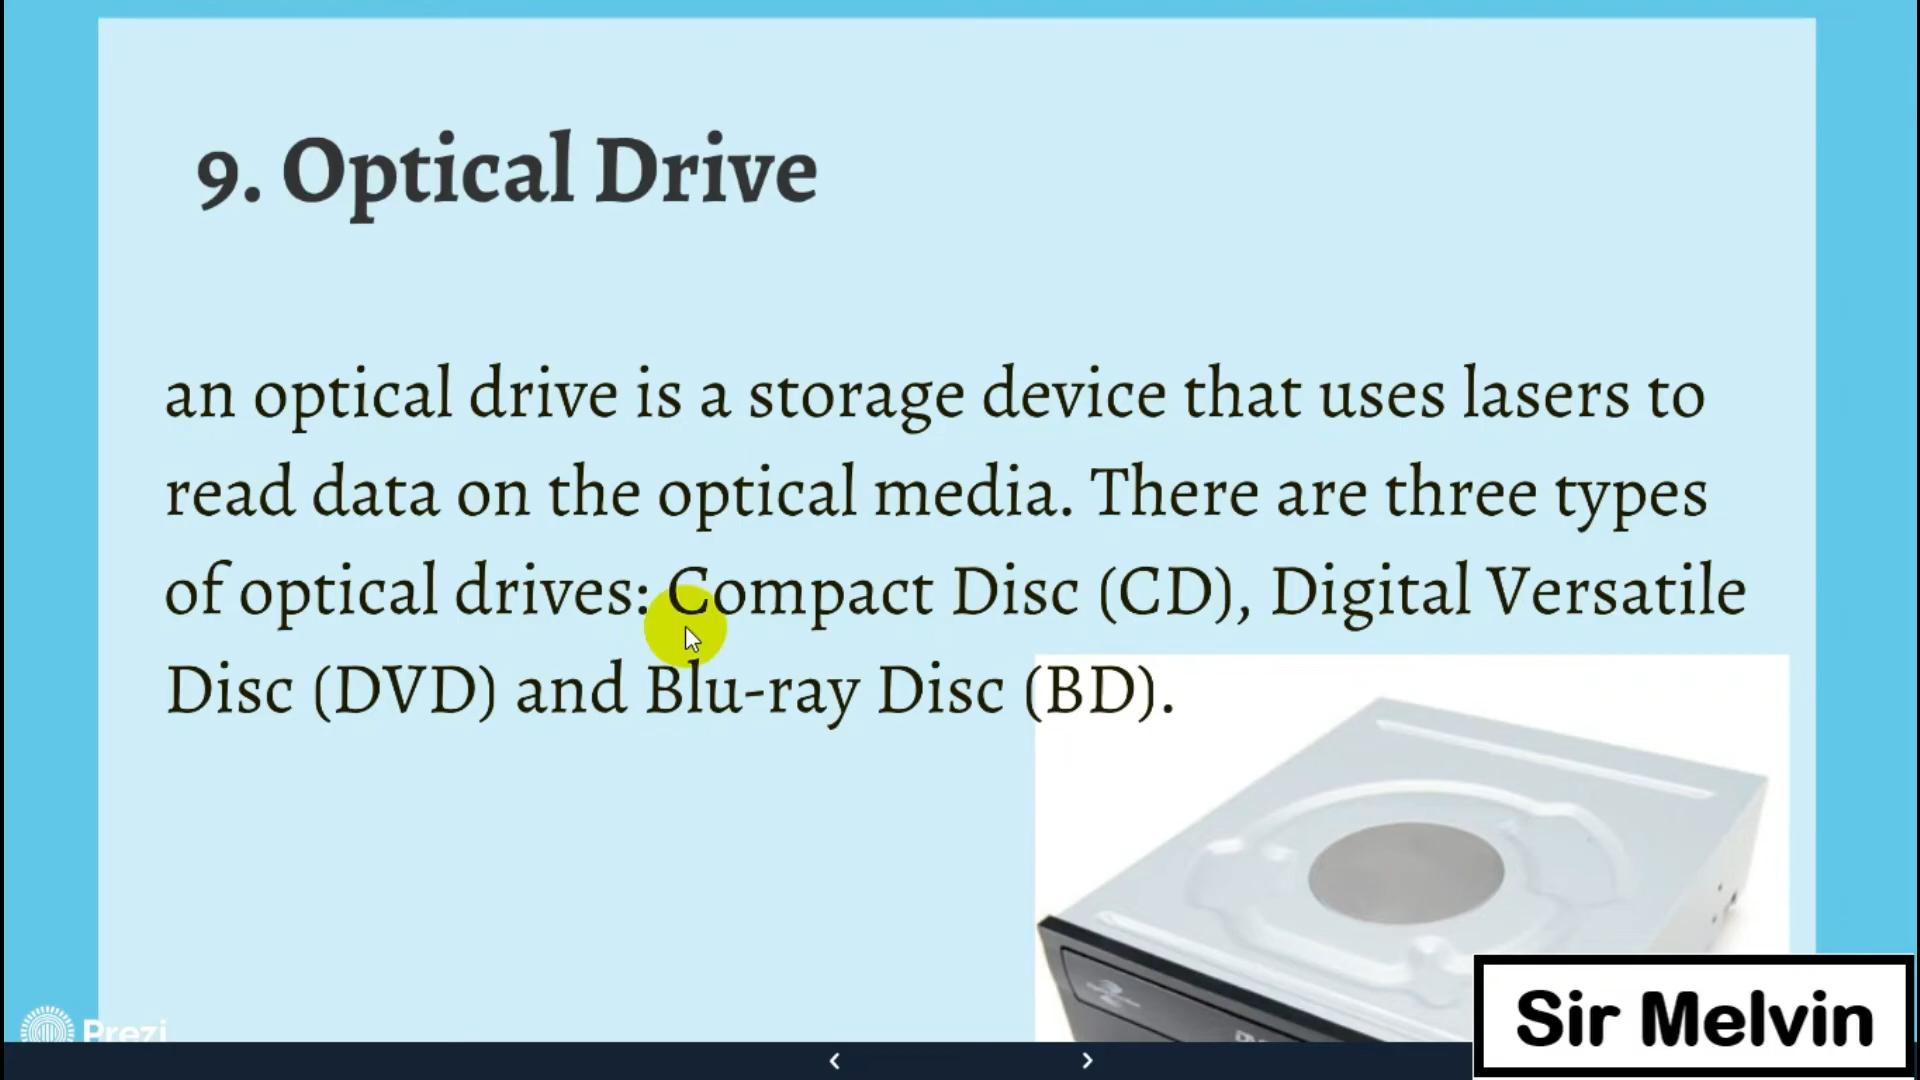 9. Optical Drive
an optical drive is a storage device that uses lasers to
read data on the optical media. There are three types
of optical drives: Compact Disc (CD), Digital Versatile
Disc (DVD) and Blu-ray Disc (BD).
Prezi
Sir Melvin